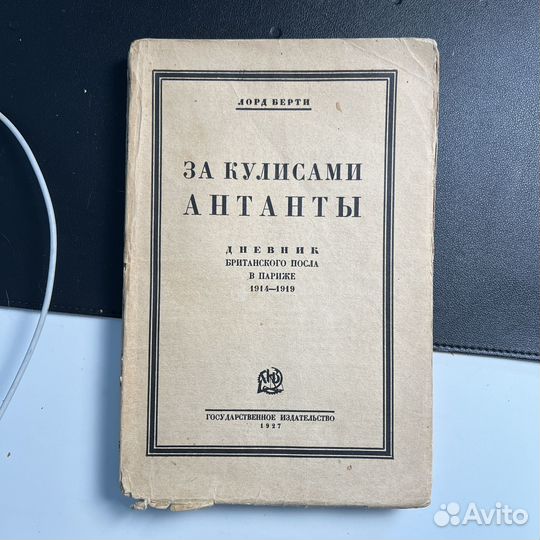 ЛОРД БЕРТИ
ЗА КУЛИСАМИ
АНТАНТЫ
ДНЕВНИК
БРИТАНСКОГО ПОСЛА
В ПАРИЖЕ
1914—1919
ГОСУДАРСТВЕННОЕ ИЗДАТЕЛЬСТВО
1927
Avito